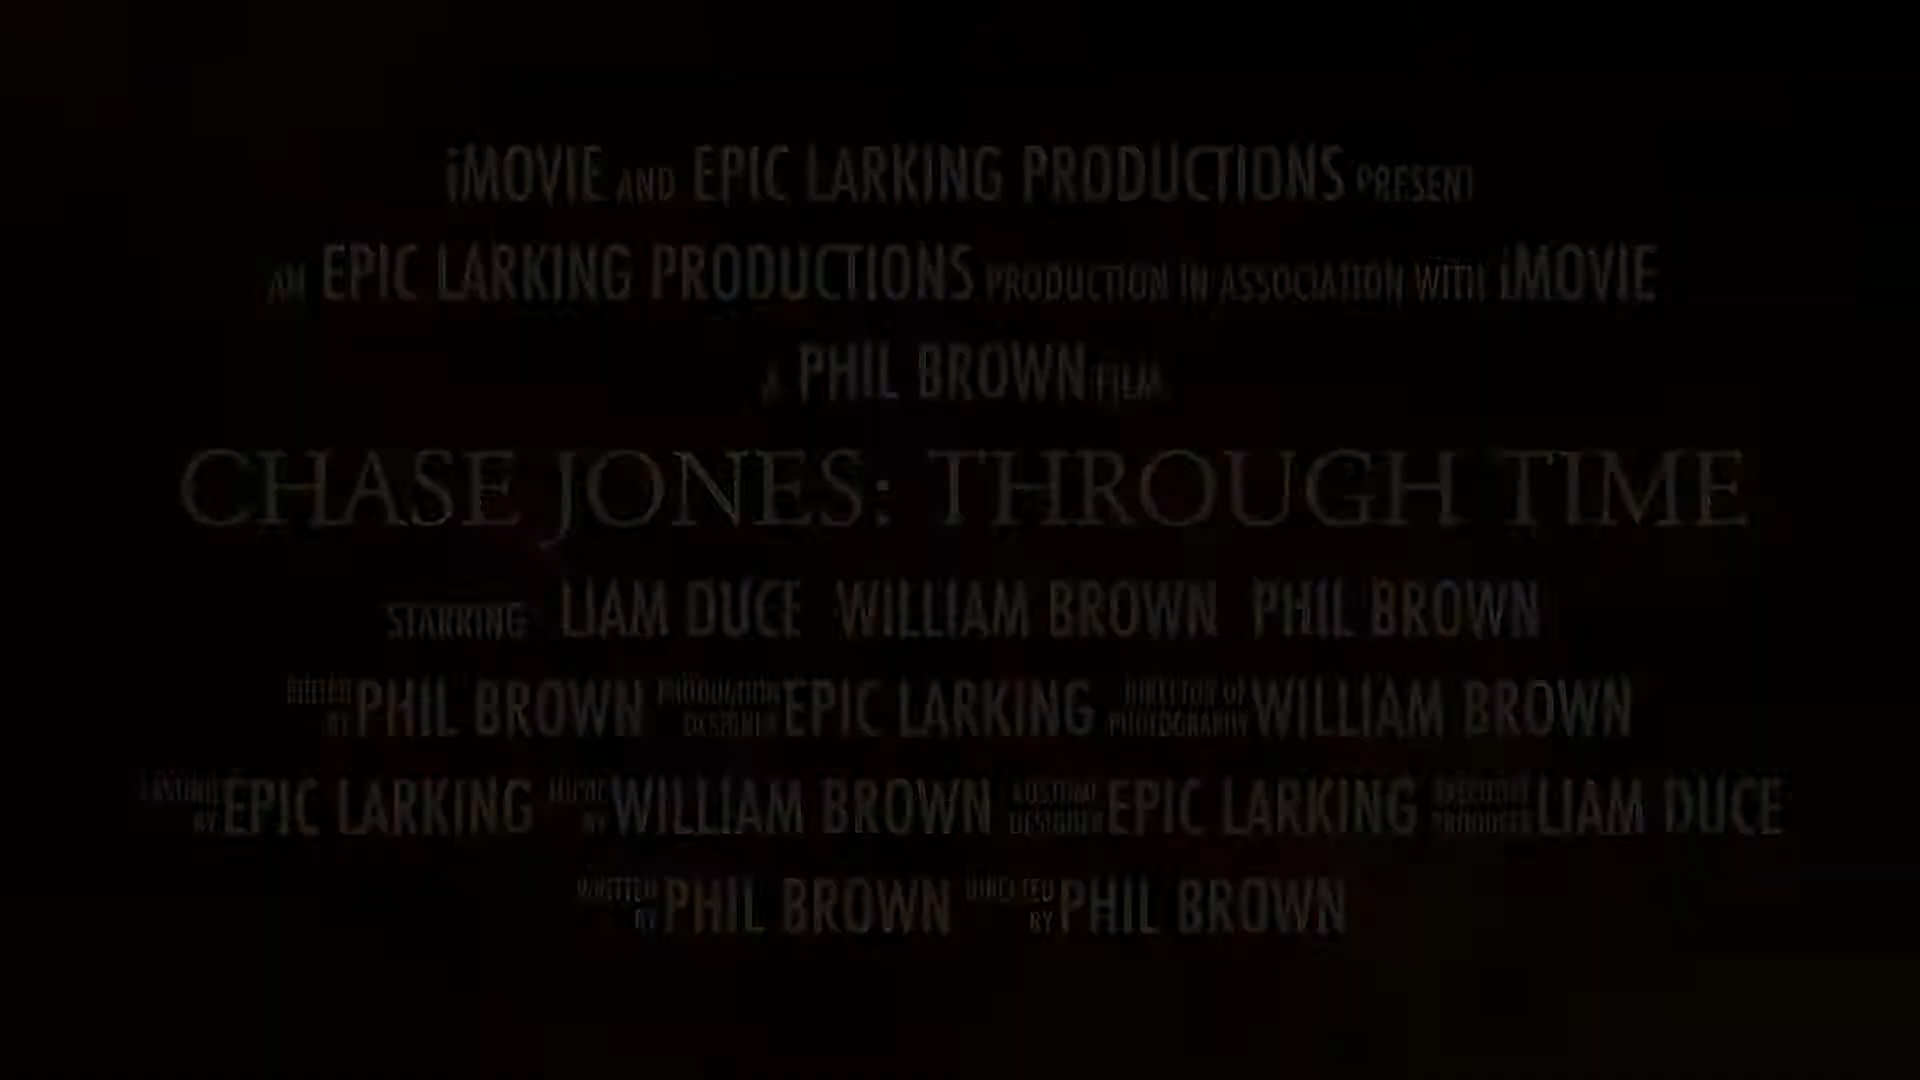 iMOVIE AND EPIC LARKING PRODUCTIONS PRESENT
AN EPIC LARKING PRODUCTIONS PRODUCTION IN ASSOCIATION WITH iMOVIE
A PHIL BROWN FILM
CHASE JONES: THROUGH TIME
STARRING LIAM DUCE WILLIAM BROWN PHIL BROWN
EDITED BY PHIL BROWN PRODUCTION DESIGNER EPIC LARKING DIRECTOR OF PHOTOGRAPHY WILLIAM BROWN
BY EPIC LARKING MUSIC BY WILLIAM BROWN COSTUME DESIGNER EPIC LARKING EXECUTIVE PRODUCER LIAM DUCE
WRITTEN BY PHIL BROWN DIRECTED BY PHIL BROWN